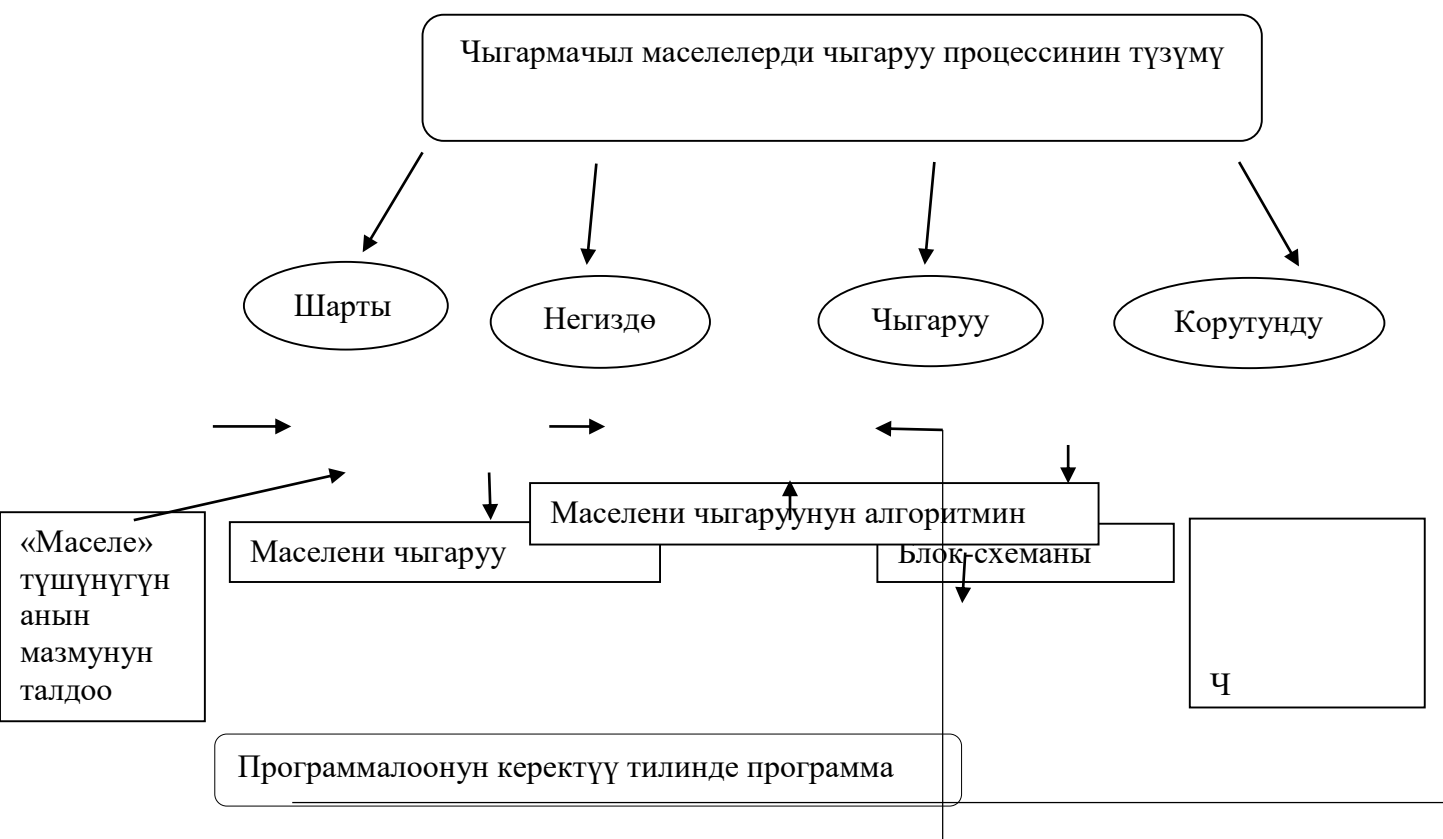 Чыгармачыл маселелерди чыгаруу процессинин түзүмү
Шарты
Негиздө
Чыгаруу
Корутунду
«Маселе»
түшүнүгүн
анын
мазмунун
талдоо
Маселени чыгаруу
Маселени чыгаруунун алгоритмин
Блок-схеманы
Ч
Программалоонун керектүү тилинде программа